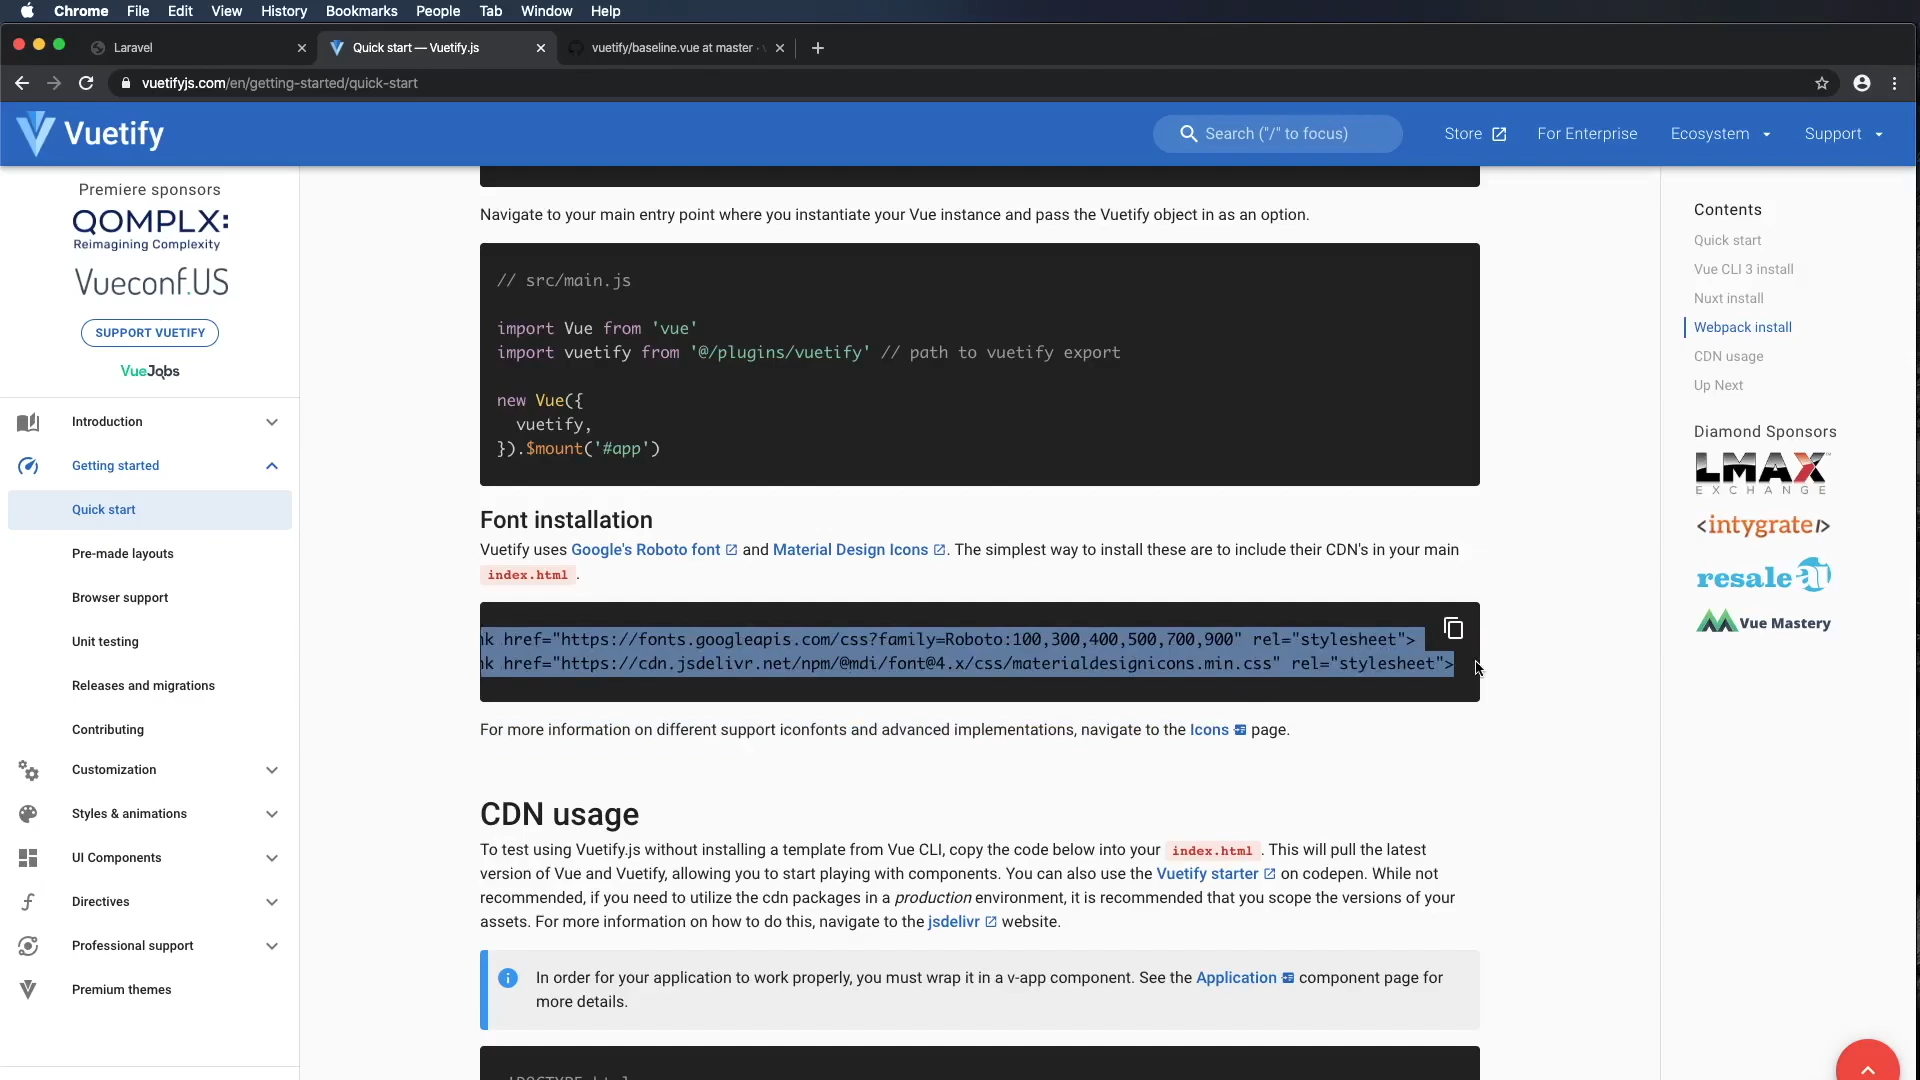 Chrome File Edit View History Bookmarks People Tab Window Help
Laravel
Quick start — Vuetify.js
vuetify/baseline.vue at master ·
vuetifyjs.com/en/getting-started/quick-start
Vuetify
Search ("/" to focus)
Store
For Enterprise
Ecosystem
Support
Premiere sponsors
QOMPLX:
Reimagining Complexity
Vueconf.US
SUPPORT VUETIFY
VueJobs
Introduction
Getting started
Quick start
Pre-made layouts
Browser support
Unit testing
Releases and migrations
Contributing
Customization
Styles & animations
UI Components
Directives
Professional support
Premium themes
Navigate to your main entry point where you instantiate your Vue instance and pass the Vuetify object in as an option.
// src/main.js
import Vue from 'vue'
import vuetify from '@/plugins/vuetify' // path to vuetify export
new Vue({
vuetify,
}).$mount('#app')
Font installation
Vuetify uses Google's Roboto font and Material Design Icons. The simplest way to install these are to include their CDN's in your main
index.html.
nk href="https://fonts.googleapis.com/css?family=Roboto:100,300,400,500,700,900" rel="stylesheet">
nk href="https://cdn.jsdelivr.net/npm/@mdi/font@4.x/css/materialdesignicons.min.css" rel="stylesheet">
For more information on different support iconfonts and advanced implementations, navigate to the Icons page.
CDN usage
To test using Vuetify.js without installing a template from Vue CLI, copy the code below into your index.html. This will pull the latest
version of Vue and Vuetify, allowing you to start playing with components. You can also use the Vuetify starter on codepen. While not
recommended, if you need to utilize the cdn packages in a production environment, it is recommended that you scope the versions of your
assets. For more information on how to do this, navigate to the jsdelivr website.
In order for your application to work properly, you must wrap it in a v-app component. See the Application component page for
more details.
Contents
Quick start
Vue CLI 3 install
Nuxt install
Webpack install
CDN usage
Up Next
Diamond Sponsors
LMAX
EXCHANGE
<intygrate/>
resale ai
Vue Mastery